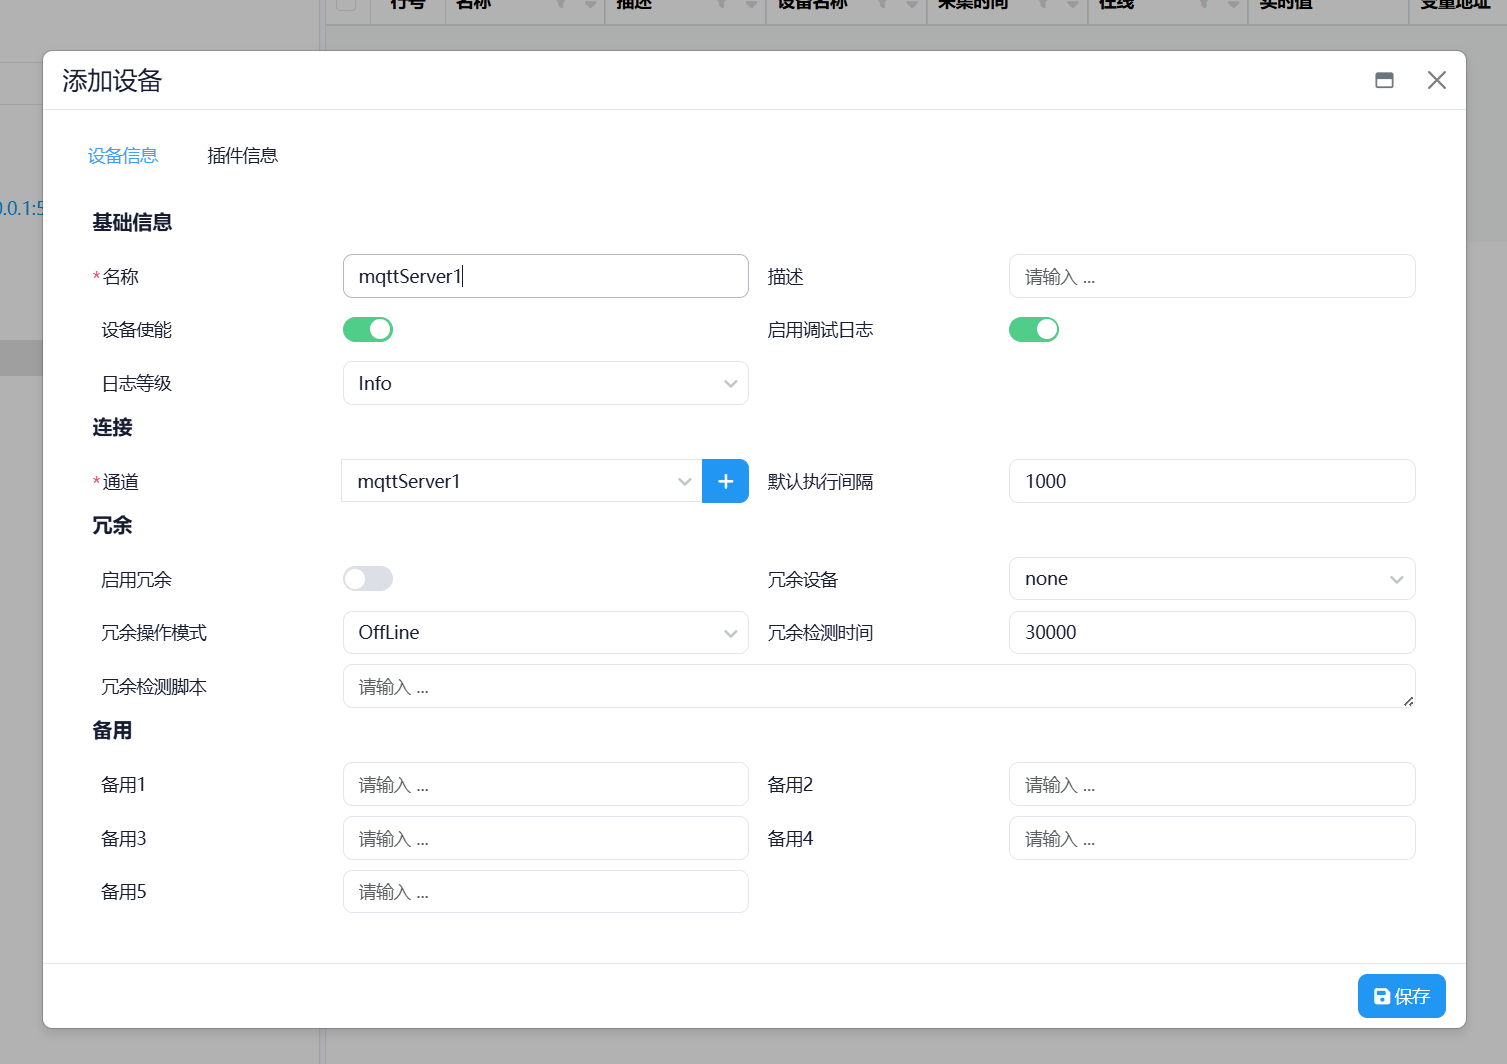 行号 名称 描述 设备名称 采集时间 在线 实时值 变量地址
添加设备
设备信息 插件信息
0.0.1:5
基础信息
*名称 mqttServer1 描述 请输入 ...
设备使能 启用调试日志
日志等级 Info
连接
*通道 mqttServer1 + 默认执行间隔 1000
冗余
启用冗余 冗余设备 none
冗余操作模式 OffLine 冗余检测时间 30000
冗余检测脚本 请输入 ...
备用
备用1 请输入 ... 备用2 请输入 ...
备用3 请输入 ... 备用4 请输入 ...
备用5 请输入 ...
保存